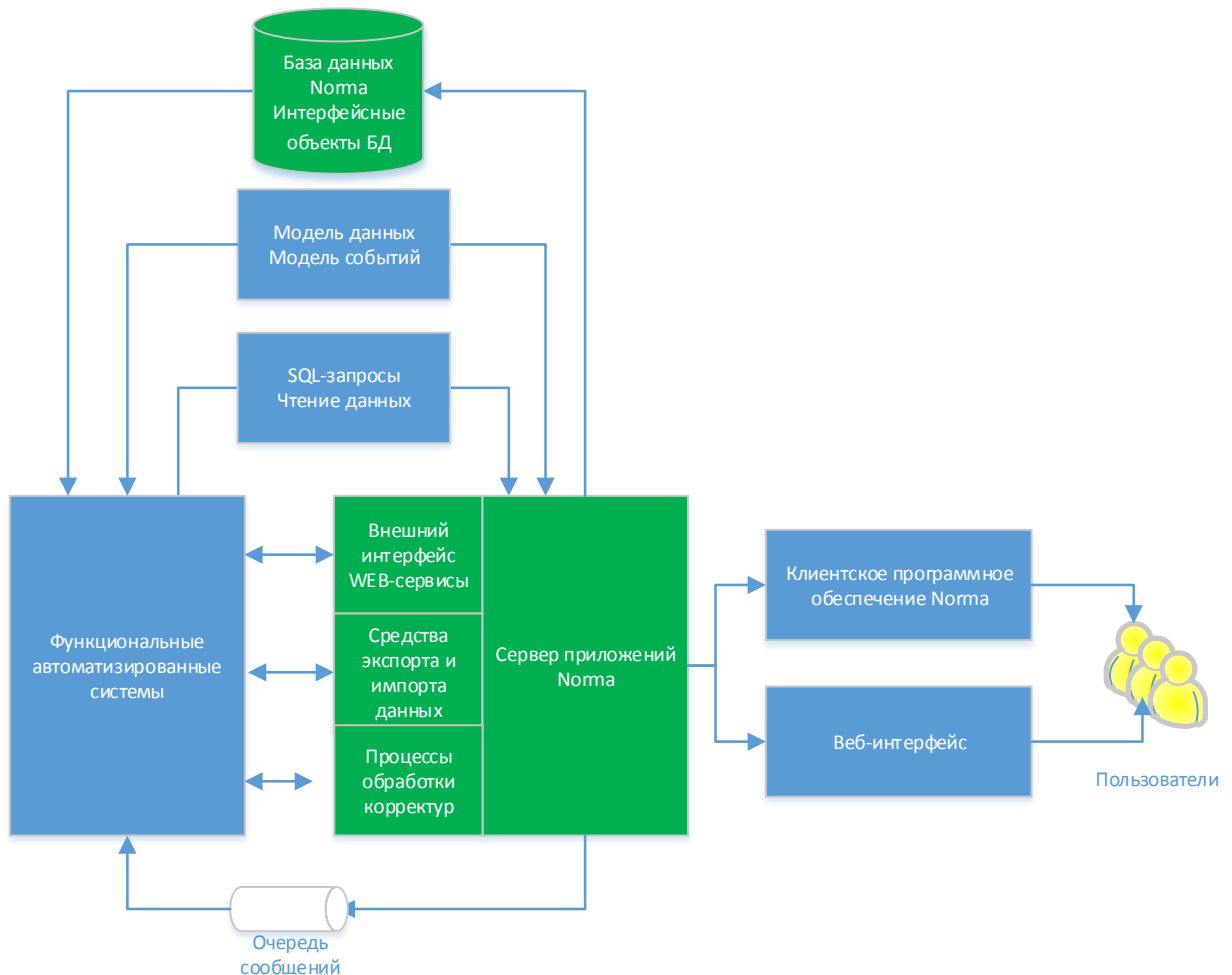 База данных
Norma
Интерфейсные
объекты БД
Модель данных
Модель событий
SQL-запросы
Чтение данных
Функциональные
автоматизированные
системы
Внешний
интерфейс
WEB-сервисы
Средства
экспорта и
импорта
данных
Процессы
обработки
корректур
Сервер приложений
Norma
Клиентское программное
обеспечение Norma
Веб-интерфейс
Пользователи
Очередь
сообщений